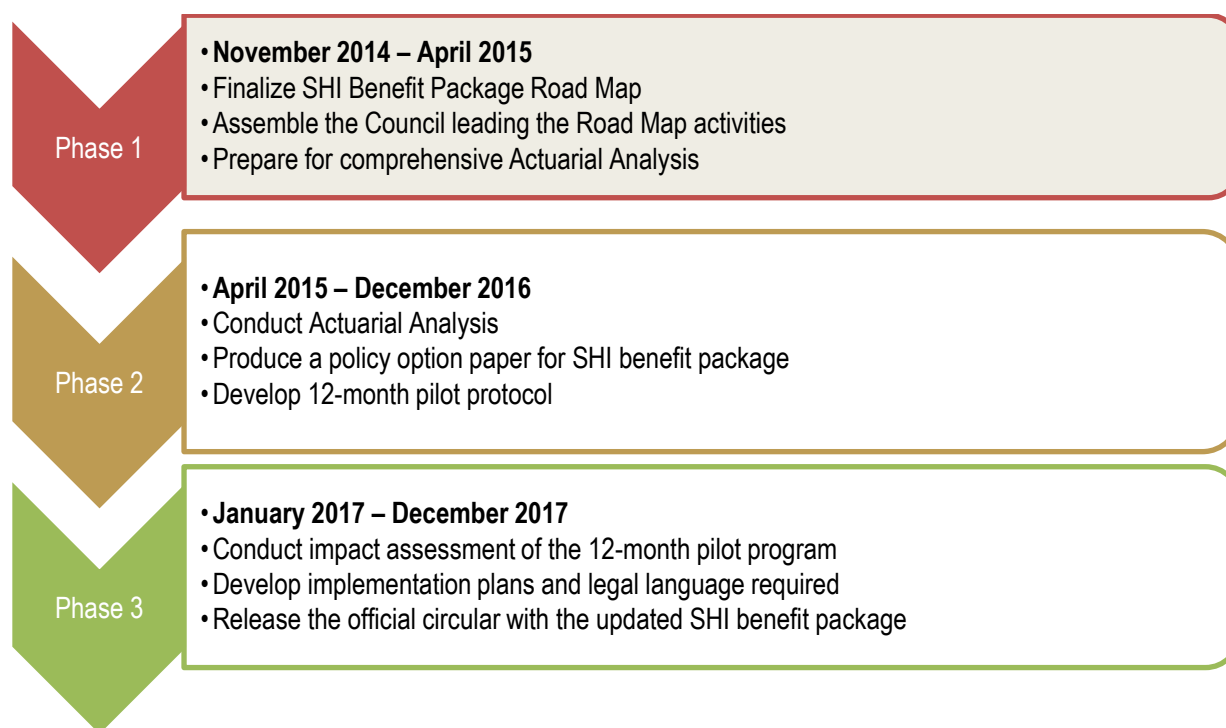 Phase 1
•November 2014 – April 2015
•Finalize SHI Benefit Package Road Map
•Assemble the Council leading the Road Map activities
•Prepare for comprehensive Actuarial Analysis
Phase 2
•April 2015 – December 2016
•Conduct Actuarial Analysis
•Produce a policy option paper for SHI benefit package
•Develop 12-month pilot protocol
Phase 3
•January 2017 – December 2017
•Conduct impact assessment of the 12-month pilot program
•Develop implementation plans and legal language required
•Release the official circular with the updated SHI benefit package